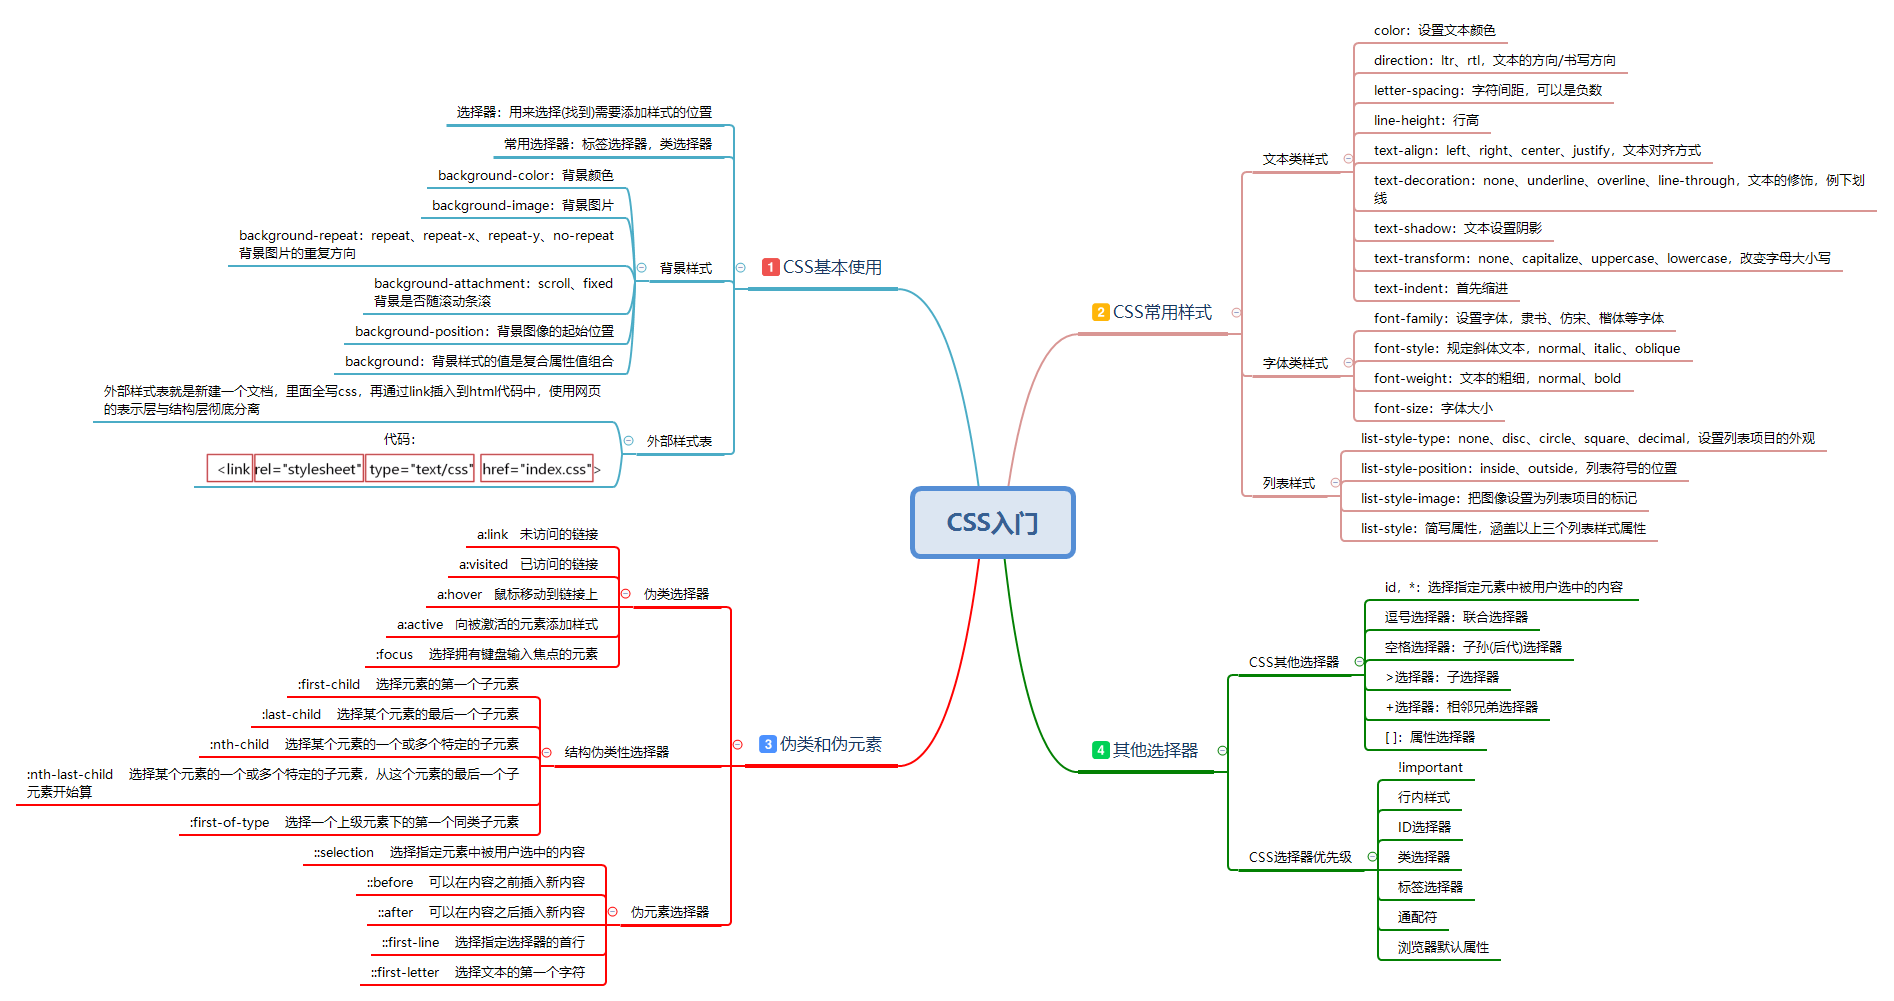 CSS入门
1 CSS基本使用
选择器：用来选择(找到)需要添加样式的位置
常用选择器：标签选择器，类选择器
背景样式
background-color：背景颜色
background-image：背景图片
background-repeat：repeat、repeat-x、repeat-y、no-repeat
背景图片的重复方向
background-attachment：scroll、fixed
背景是否随滚动条滚
background-position：背景图像的起始位置
background：背景样式的值是复合属性值组合
外部样式表
外部样式表就是新建一个文档，里面全写css，再通过link插入到html代码中，使用网页
的表示层与结构层彻底分离
代码：
<link rel="stylesheet" type="text/css" href="index.css">
2 CSS常用样式
文本类样式
color：设置文本颜色
direction：ltr、rtl，文本的方向/书写方向
letter-spacing：字符间距，可以是负数
line-height：行高
text-align：left、right、center、justify，文本对齐方式
text-decoration：none、underline、overline、line-through，文本的修饰，例下划
线
text-shadow：文本设置阴影
text-transform：none、capitalize、uppercase、lowercase，改变字母大小写
text-indent：首先缩进
字体类样式
font-family：设置字体，隶书、仿宋、楷体等字体
font-style：规定斜体文本，normal、italic、oblique
font-weight：文本的粗细，normal、bold
font-size：字体大小
列表样式
list-style-type：none、disc、circle、square、decimal，设置列表项目的外观
list-style-position：inside、outside，列表符号的位置
list-style-image：把图像设置为列表项目的标记
list-style：简写属性，涵盖以上三个列表样式属性
3 伪类和伪元素
伪类选择器
a:link 未访问的链接
a:visited 已访问的链接
a:hover 鼠标移动到链接上
a:active 向被激活的元素添加样式
:focus 选择拥有键盘输入焦点的元素
结构伪类性选择器
:first-child 选择元素的第一个子元素
:last-child 选择某个元素的最后一个子元素
:nth-child 选择某个元素的一个或多个特定的子元素
:nth-last-child 选择某个元素的一个或多个特定的子元素，从这个元素的最后一个子
元素开始算
:first-of-type 选择一个上级元素下的第一个同类子元素
伪元素选择器
::selection 选择指定元素中被用户选中的内容
::before 可以在内容之前插入新内容
::after 可以在内容之后插入新内容
::first-line 选择指定选择器的首行
::first-letter 选择文本的第一个字符
4 其他选择器
CSS其他选择器
id，*：选择指定元素中被用户选中的内容
逗号选择器：联合选择器
空格选择器：子孙(后代)选择器
>选择器：子选择器
+选择器：相邻兄弟选择器
[ ]：属性选择器
CSS选择器优先级
!important
行内样式
ID选择器
类选择器
标签选择器
通配符
浏览器默认属性